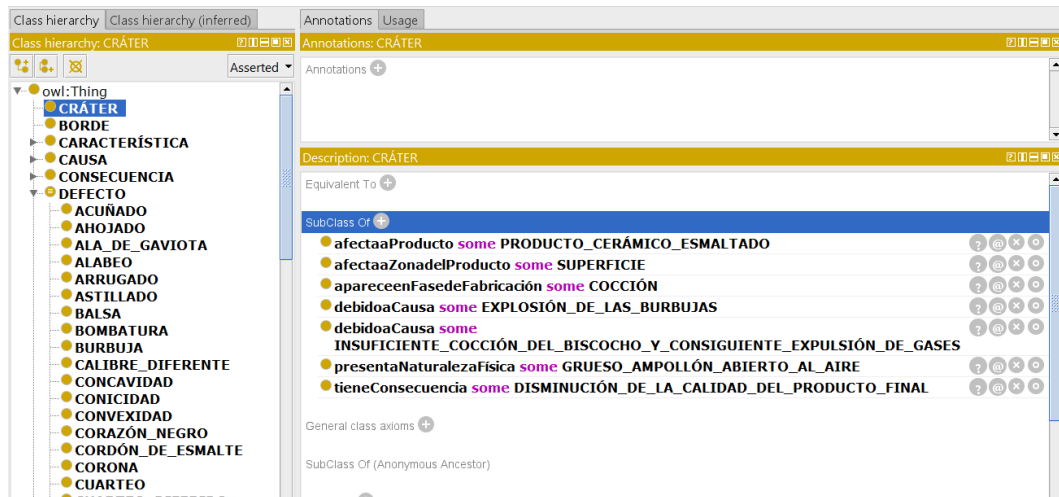 Class hierarchy Class hierarchy (inferred)
Class hierarchy: CRÁTER
Asserted
owl:Thing
CRÁTER
BORDE
CARACTERÍSTICA
CAUSA
CONSECUENCIA
DEFECTO
ACUÑADO
AHOJADO
ALA_DE_GAVIOTA
ALABEO
ARRUGADO
ASTILLADO
BALSA
BOMBATURA
BURBUJA
CALIBRE_DIFERENTE
CONCAVIDAD
CONICIDAD
CONVEXIDAD
CORAZÓN_NEGRO
CORDÓN_DE_ESMALTE
CORONA
CUARTEO
Annotations Usage
Annotations: CRÁTER
Annotations
Description: CRÁTER
Equivalent To
SubClass Of
afectaaProducto some PRODUCTO_CERÁMICO_ESMALTADO
afectaaZonadelProducto some SUPERFICIE
apareceenFasedeFabricación some COCCIÓN
debidoaCausa some EXPLOSIÓN_DE_LAS_BURBUJAS
debidoaCausa some
INSUFICIENTE_COCCIÓN_DEL_BISCOCHO_Y_CONSIGUIENTE_EXPULSIÓN_DE_GASES
presentaNaturalezaFísica some GRUESO_AMPOLLÓN_ABIERTO_AL_AIRE
tieneConsecuencia some DISMINUCIÓN_DE_LA_CALIDAD_DEL_PRODUCTO_FINAL
General class axioms
SubClass Of (Anonymous Ancestor)